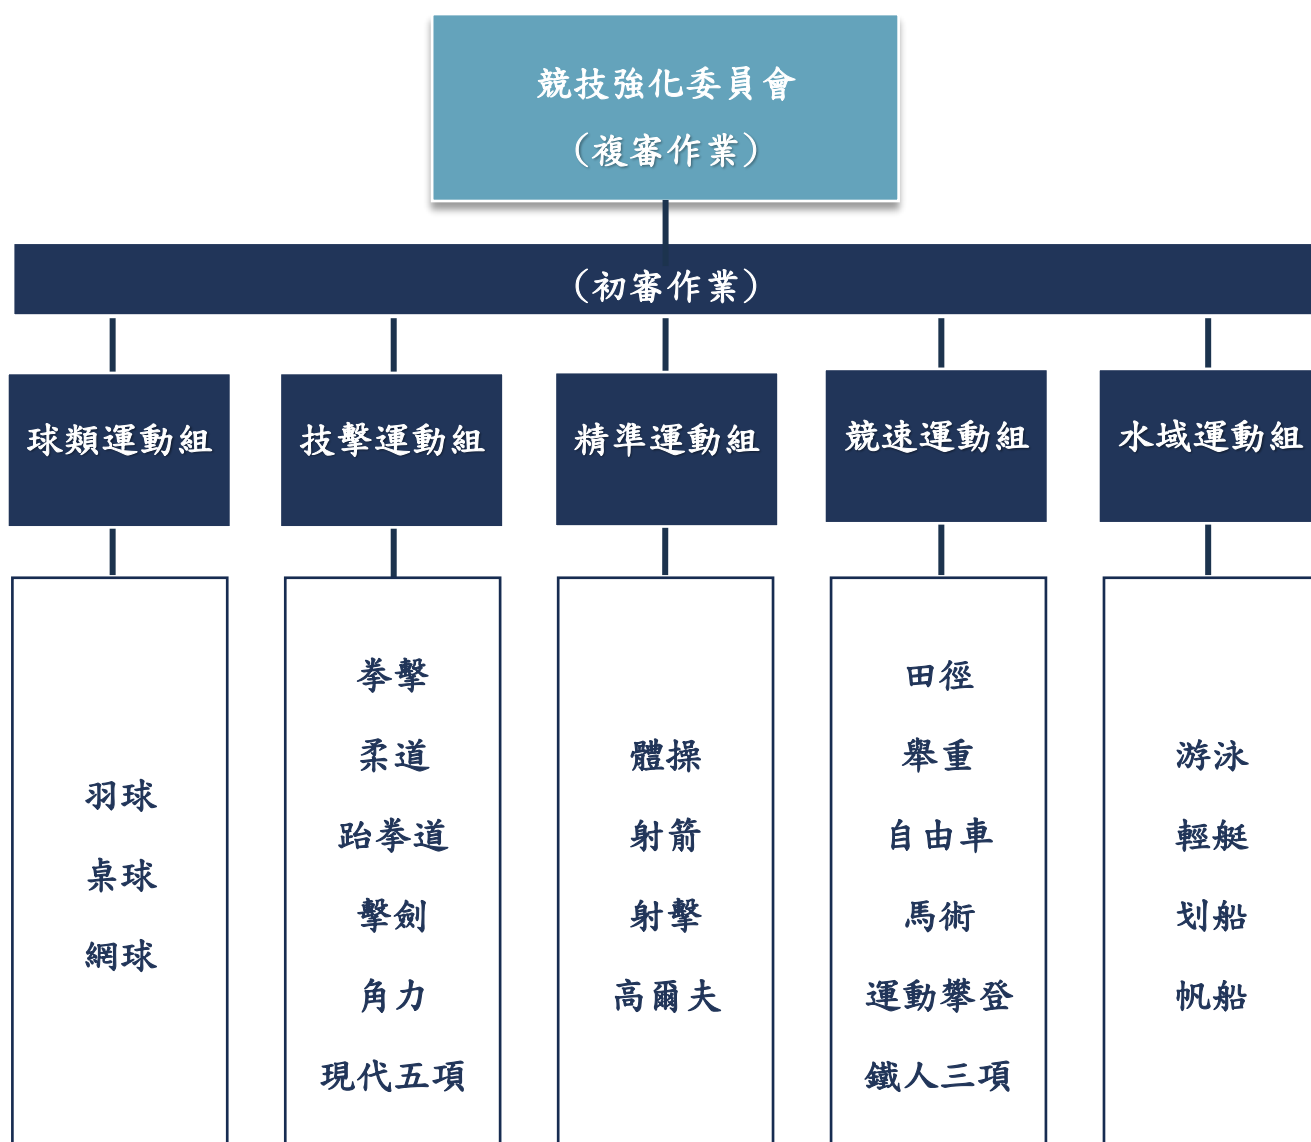 競技強化委員會
(複審作業)
(初審作業)
球類運動組
技擊運動組
精準運動組
競速運動組
水域運動組
羽球
桌球
網球
拳擊
柔道
跆拳道
擊劍
角力
現代五項
體操
射箭
射擊
高爾夫
田徑
舉重
自由車
馬術
運動攀登
鐵人三項
游泳
輕艇
划船
帆船